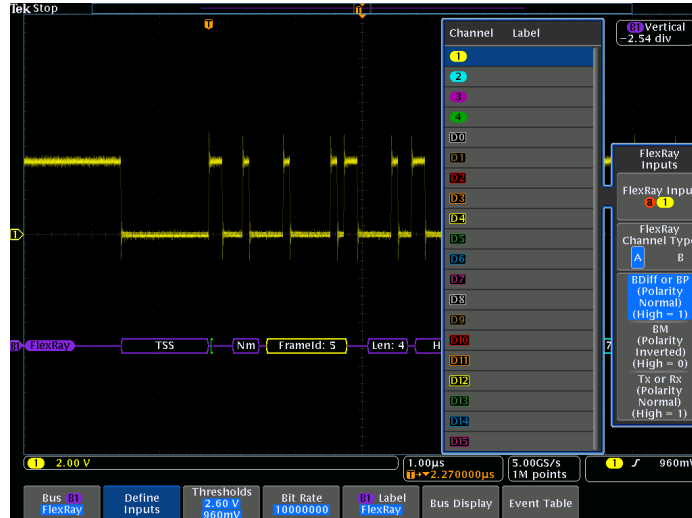 Tek Stop
T
T
B1 Vertical
-2.54 div
Channel Label
1
2
3
4
D0
D1
D2
D3
D4
D5
D6
D7
D8
D9
D10
D11
D12
D13
D14
D15
FlexRay
Inputs
FlexRay Input
a 1
FlexRay
Channel Type
A B
BDiff or BP
(Polarity
Normal)
(High = 1)
BM
(Polarity
Inverted)
(High = 0)
Tx or Rx
(Polarity
Normal)
(High = 1)
1
B1 FlexRay TSS Nm FrameId: 5 Len: 4 H 7
1 2.00 V
1.00µs
T→▼2.270000µs
5.00GS/s
1M points
1 960mV
Bus B1
FlexRay
Define
Inputs
Thresholds
2.60 V
960mV
Bit Rate
10000000
B1 Label
FlexRay
Bus Display
Event Table